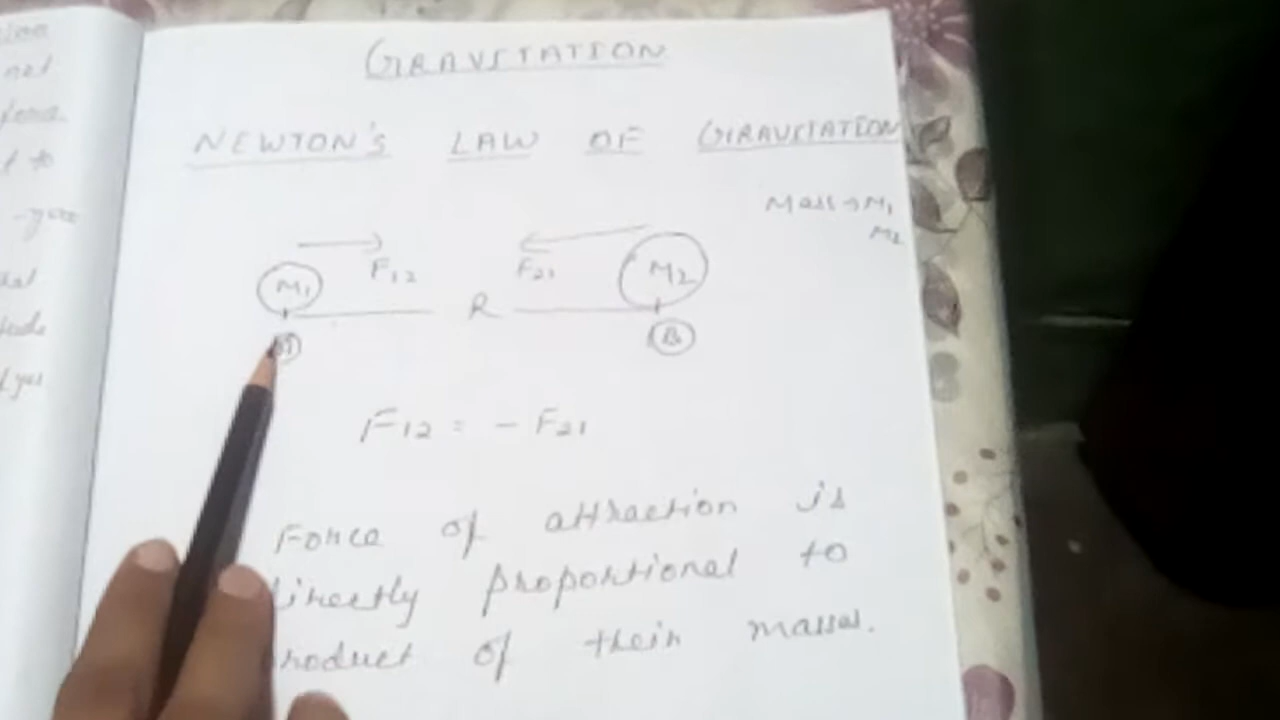 GRAVITATION
NEWTON'S LAW OF GRAVITATION
Mass → M1
M2
F12 F21
M1 M2
R
B
F12 = - F21
Force of attraction is
directly proportional to
product of their masses.